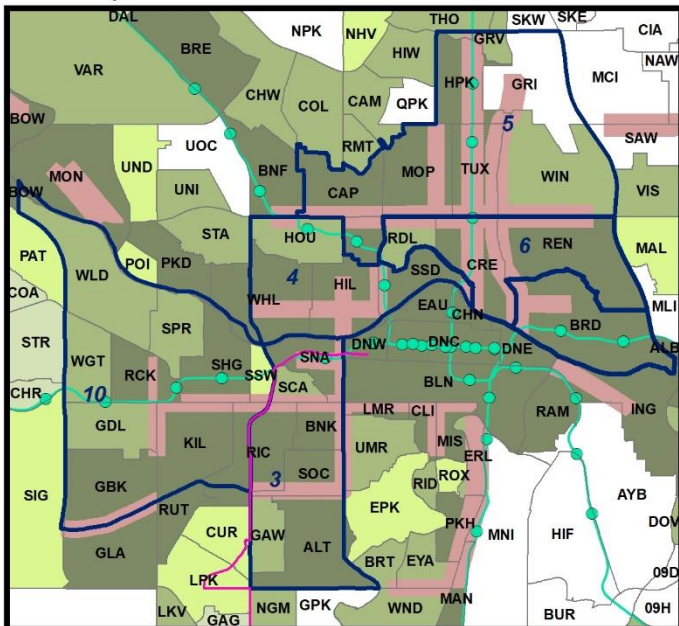 DAL
NPK
NHV
THO
SKW
SKE
CIA
BRE
HIW
GRV
NAW
VAR
CHW
COL
CAM
QPK
HPK
GRI
MCI
BOW
5
SAW
MON
UND
UOC
BNF
RMT
MOP
TUX
BOW
UNI
CAP
WIN
VIS
PAT
STA
HOU
RDL
6
REN
MAL
WLD
POI
PKD
4
SSD
CRE
COA
WHL
HIL
EAU
CHN
MLI
STR
SPR
BRD
WGT
SHG
SNA
DNW
DNC
DNE
ALB
CHR
10
RCK
SSW
SCA
BLN
GDL
LMR
CLI
RAM
ING
KIL
RIC
BNK
UMR
MIS
ERL
SIG
GBK
3
SOC
RID
ROX
AYB
RUT
EPK
PKH
DOV
GLA
CUR
GAW
ALT
MNI
HIF
LPK
BRT
EYA
09D
LKV
GAG
NGM
GPK
WND
MAN
BUR
09H